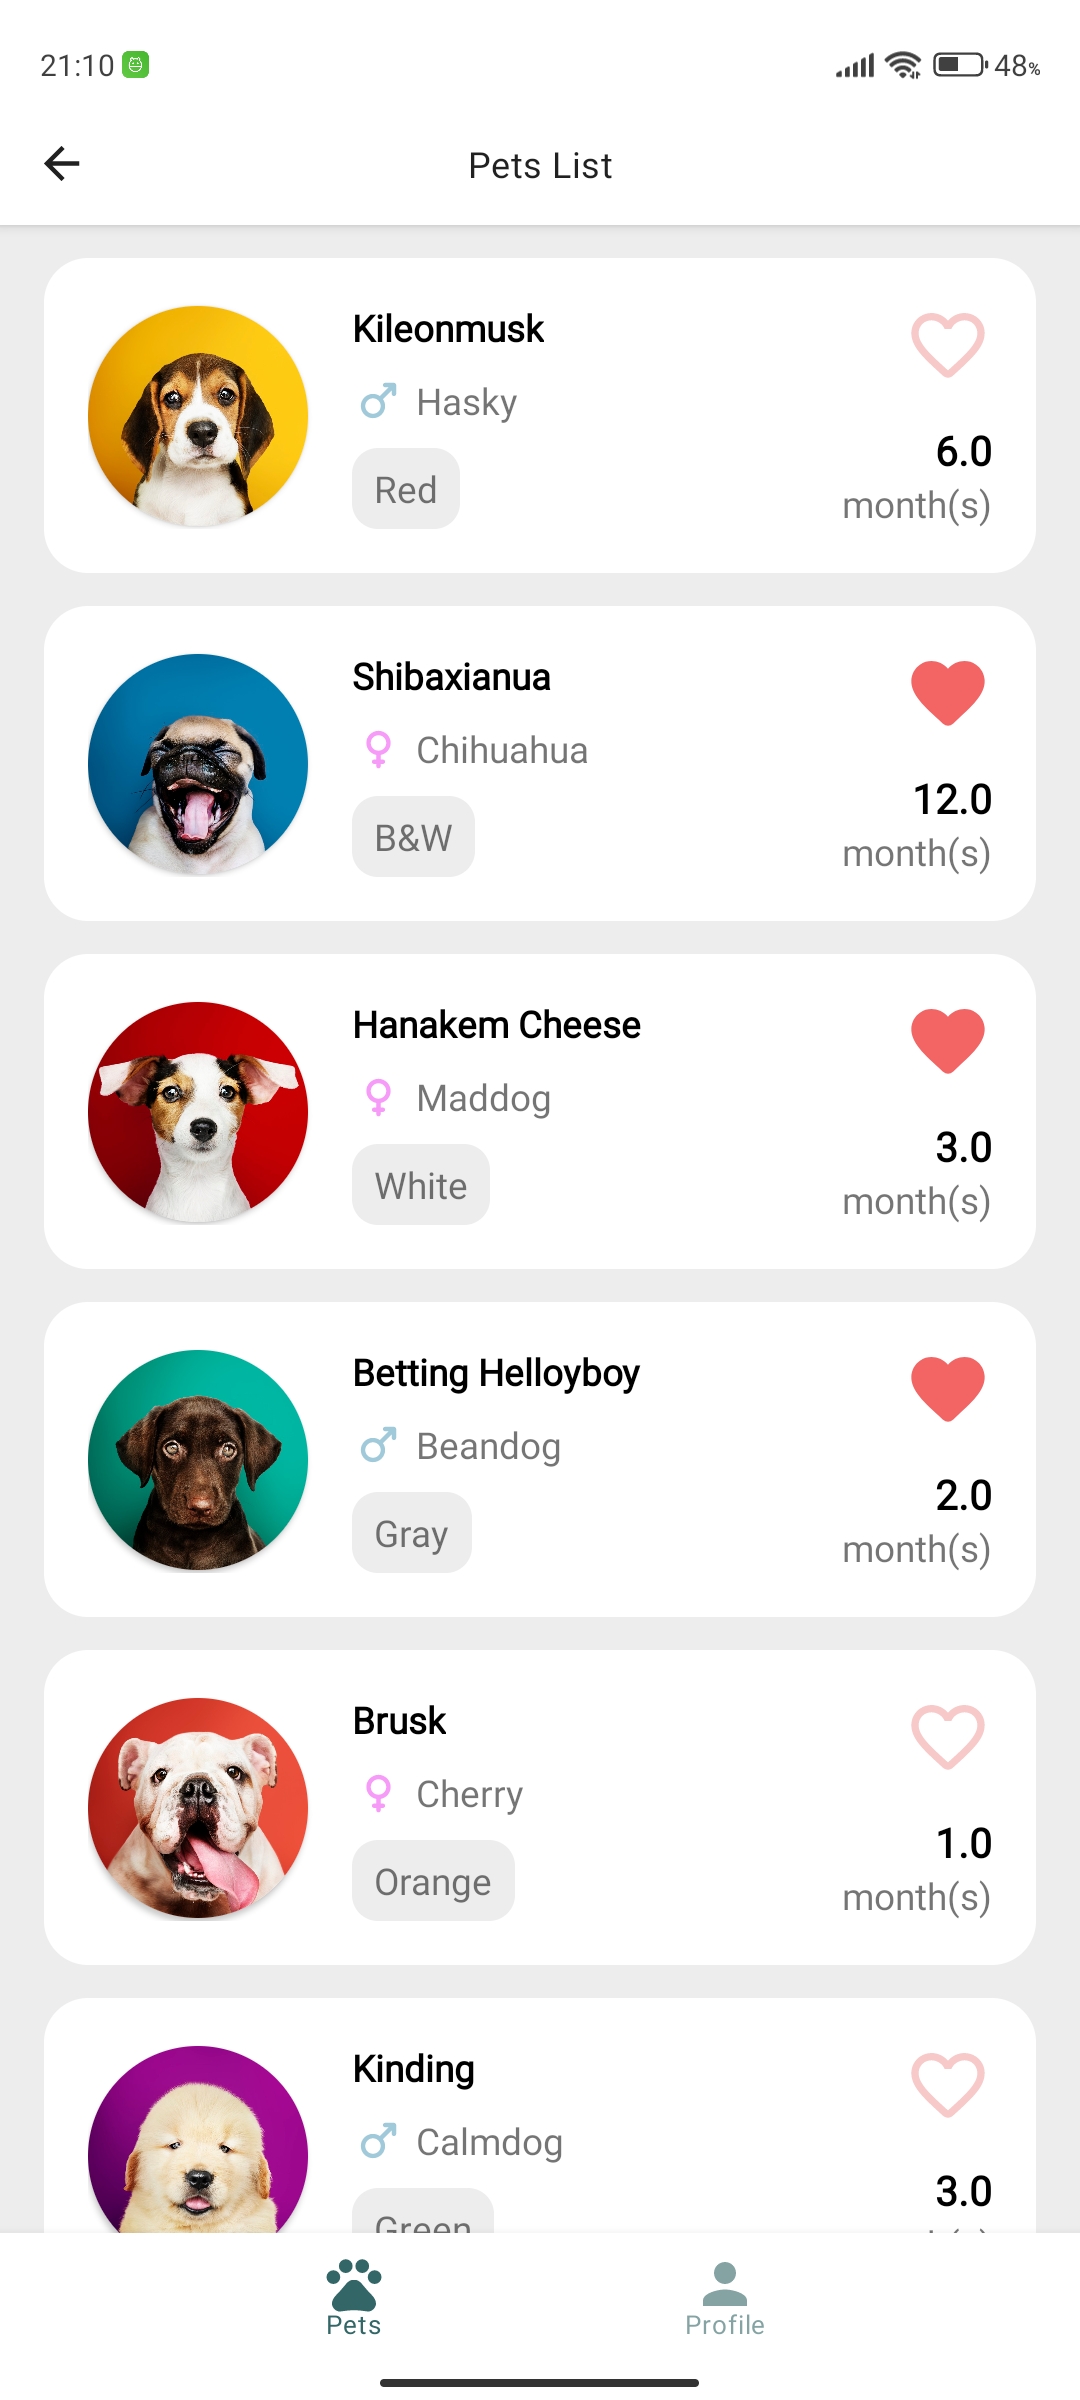 21:10
48%
Pets List
Kileonmusk
Hasky
Red
6.0
month(s)
Shibaxianua
Chihuahua
B&W
12.0
month(s)
Hanakem Cheese
Maddog
White
3.0
month(s)
Betting Helloyboy
Beandog
Gray
2.0
month(s)
Brusk
Cherry
Orange
1.0
month(s)
Kinding
Calmdog
Green
3.0
Pets
Profile